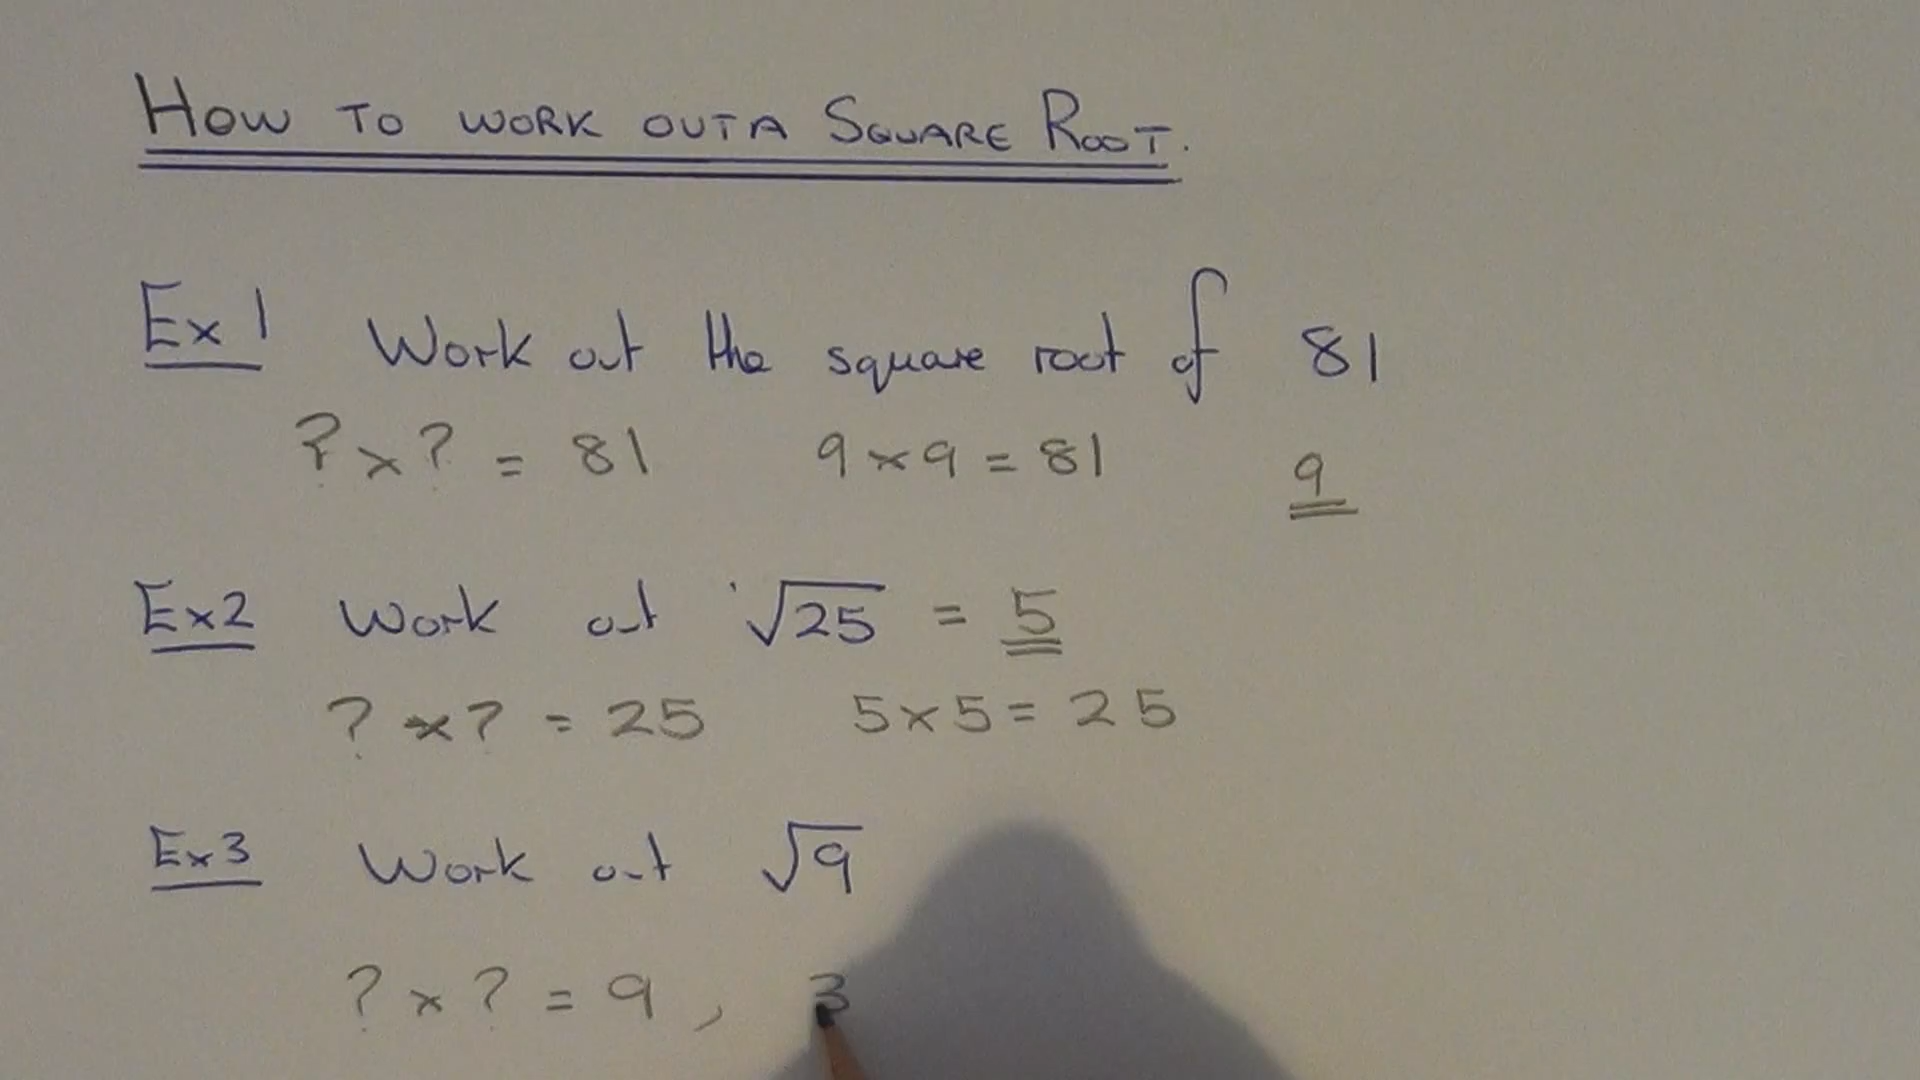 HOW TO WORK OUT A SQUARE ROOT.
Ex 1 Work out the square root of 81
? × ? = 81 9 × 9 = 81 9
Ex2 Work out √25 = 5
? × ? = 25 5 × 5 = 25
Ex3 Work out √9
? × ? = 9 , 3